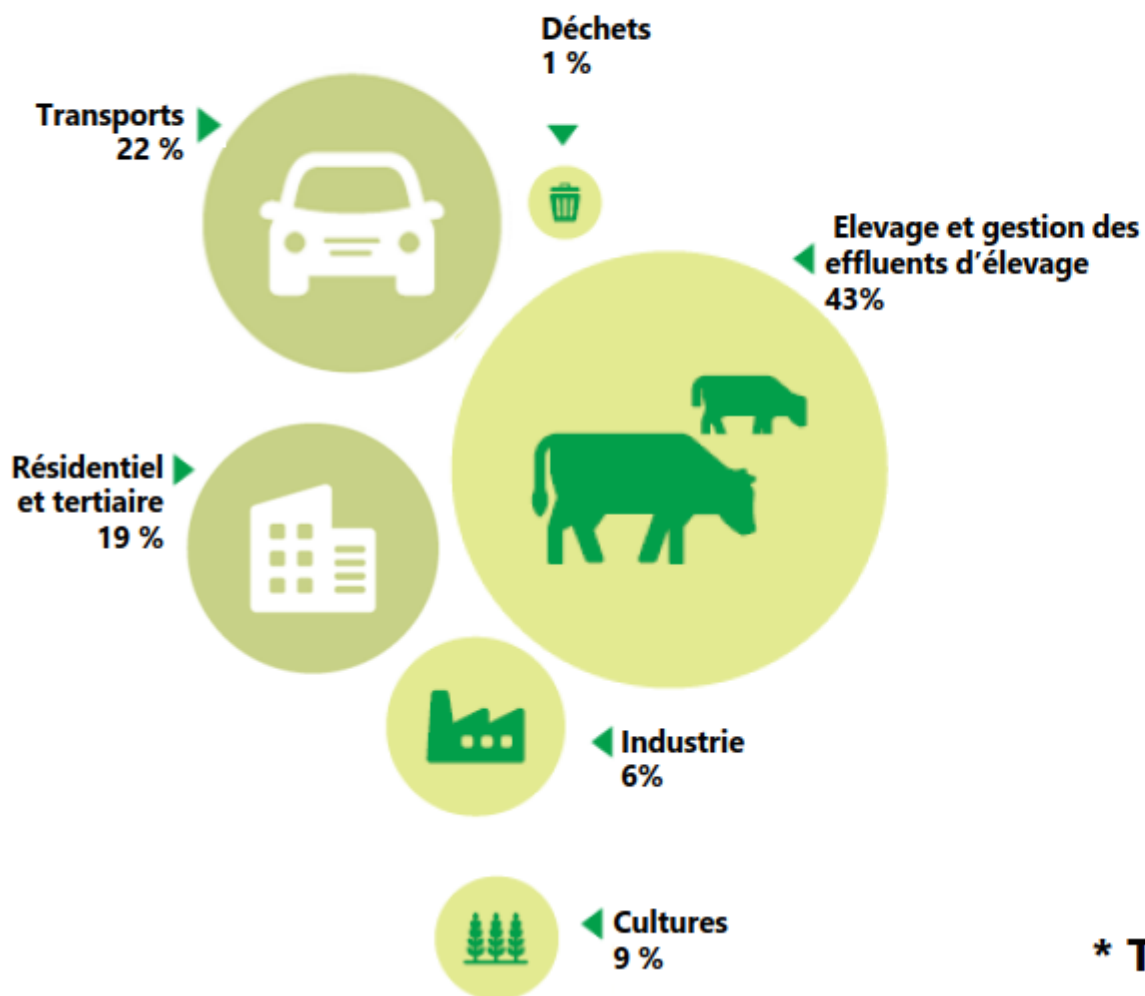 Déchets
1 %
Transports
22 %
Elevage et gestion des
effluents d’élevage
43%
Résidentiel
et tertiaire
19 %
Industrie
6%
Cultures
9 %
* T